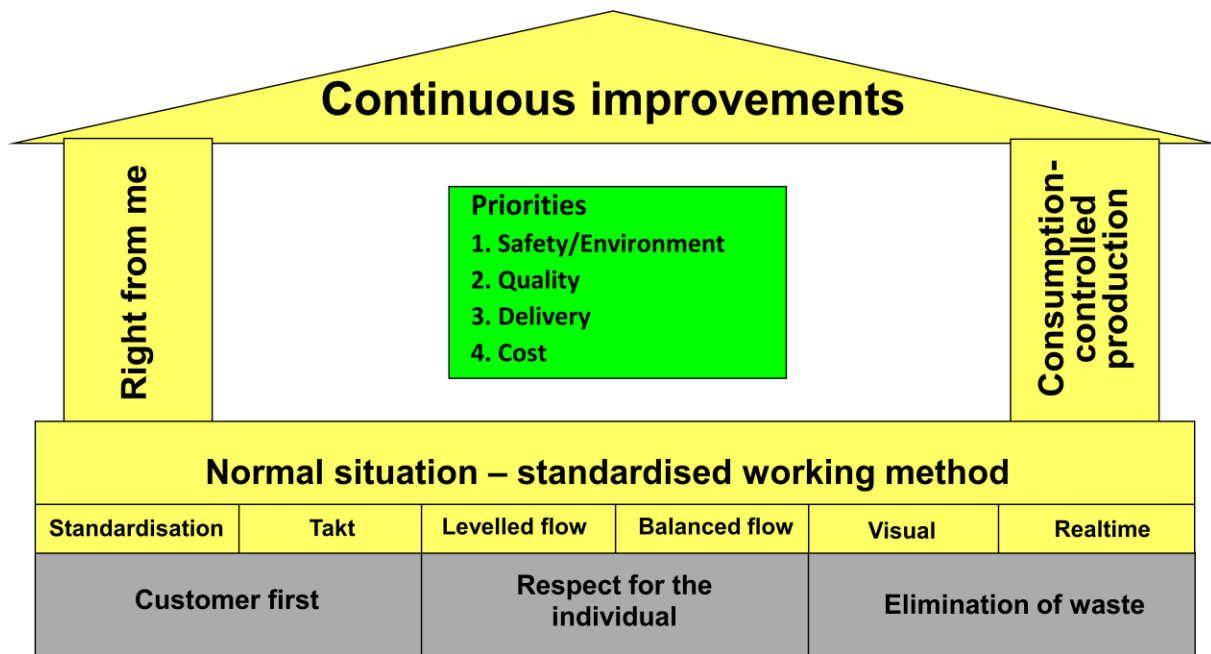 Continuous improvements
Right from me
Priorities
1. Safety/Environment
2. Quality
3. Delivery
4. Cost
Consumption-
controlled
production
Normal situation – standardised working method
Standardisation
Takt
Levelled flow
Balanced flow
Visual
Realtime
Customer first
Respect for the
individual
Elimination of waste